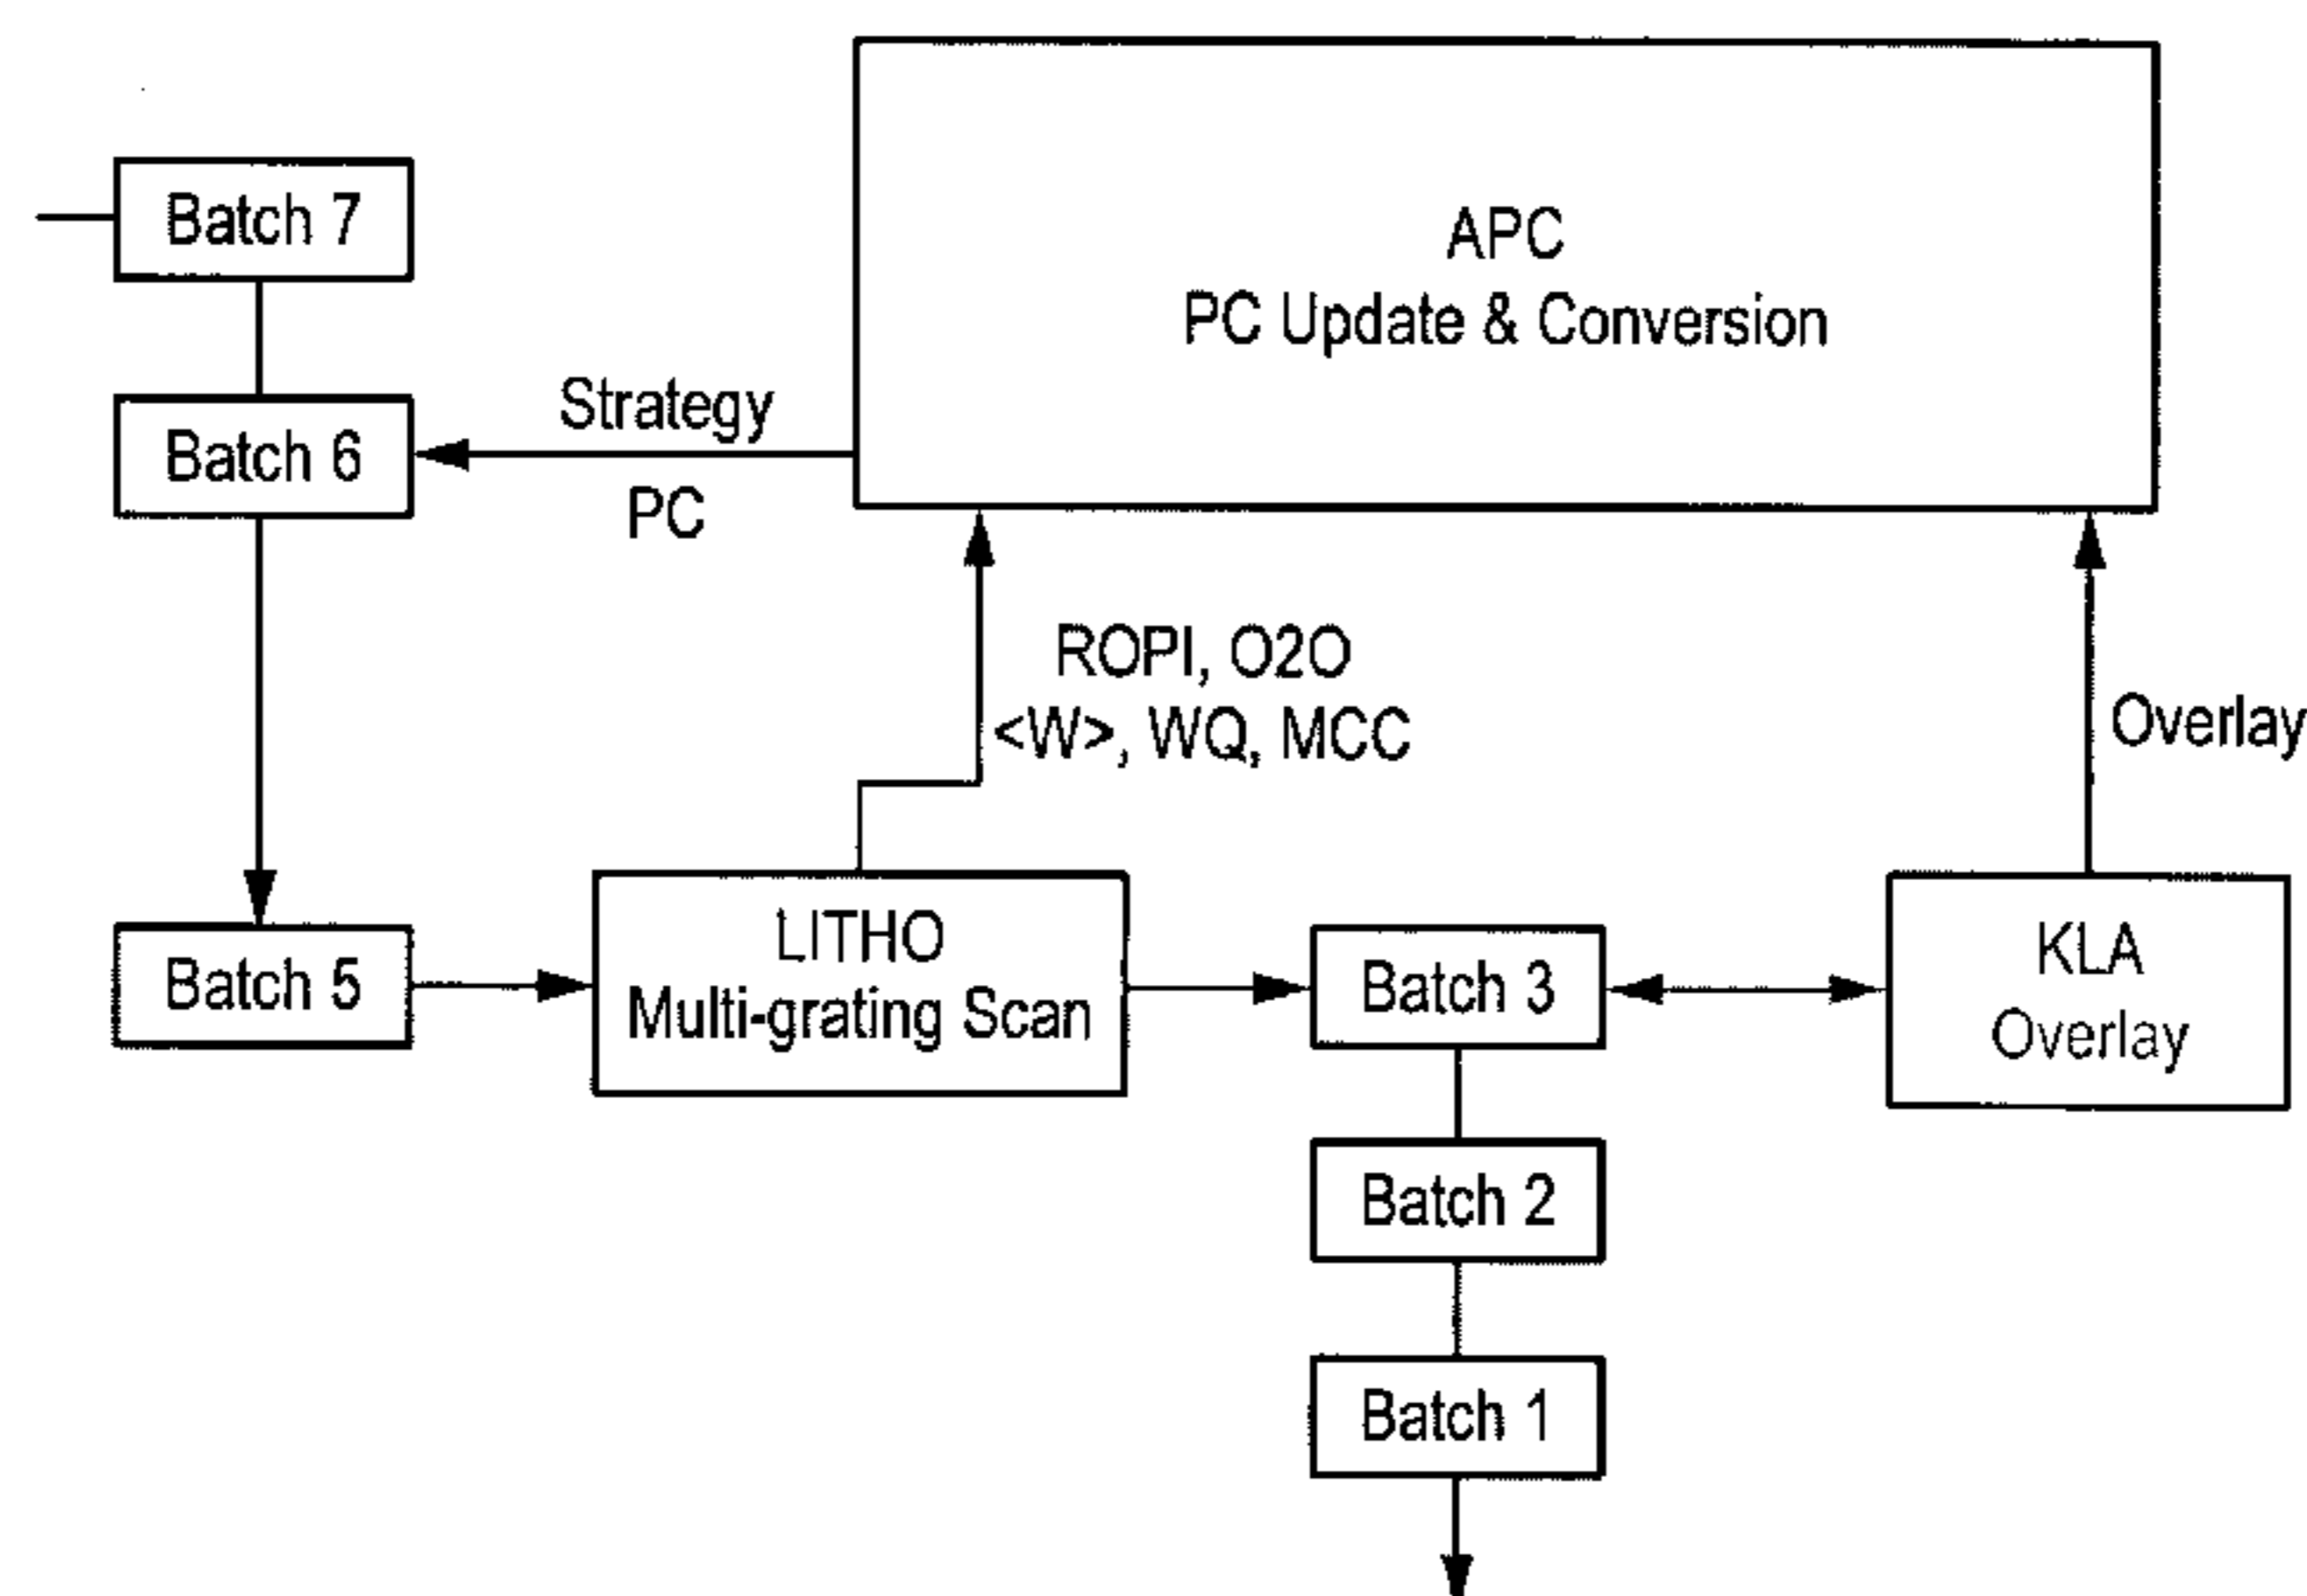 APC
PC Update & Conversion
Batch 7
Strategy
Batch 6
PC
ROPI, O2O
<W>, WQ, MCC
Overlay
LITHO
Multi-grating Scan
Batch 5
Batch 3
KLA
Overlay
Batch 2
Batch 1